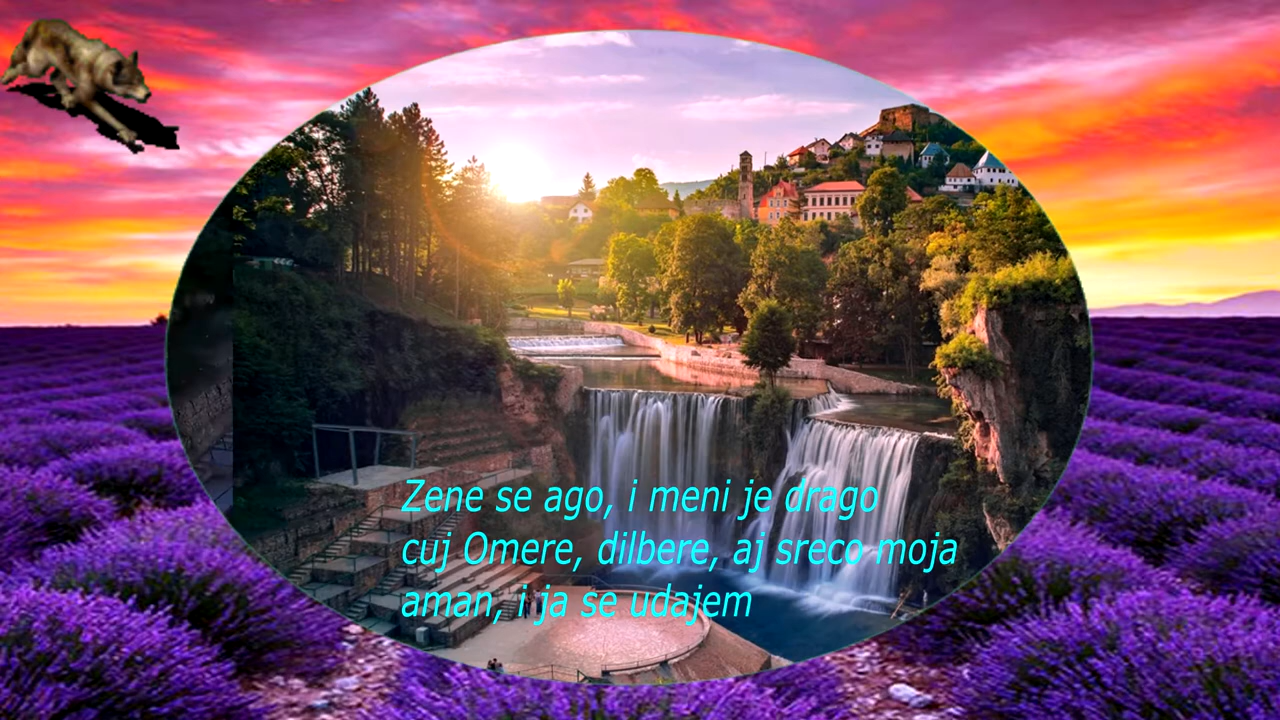 Zene se ago, i meni je drago
cuj Omere, dilbere, aj sreco moja
aman, i ja se udajem